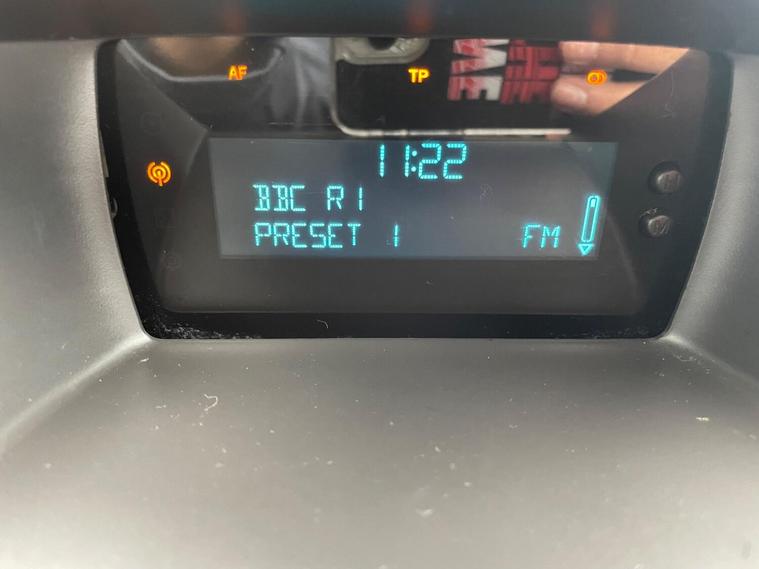 AF TP
11:22
BBC R1
PRESET 1 FM
H
M